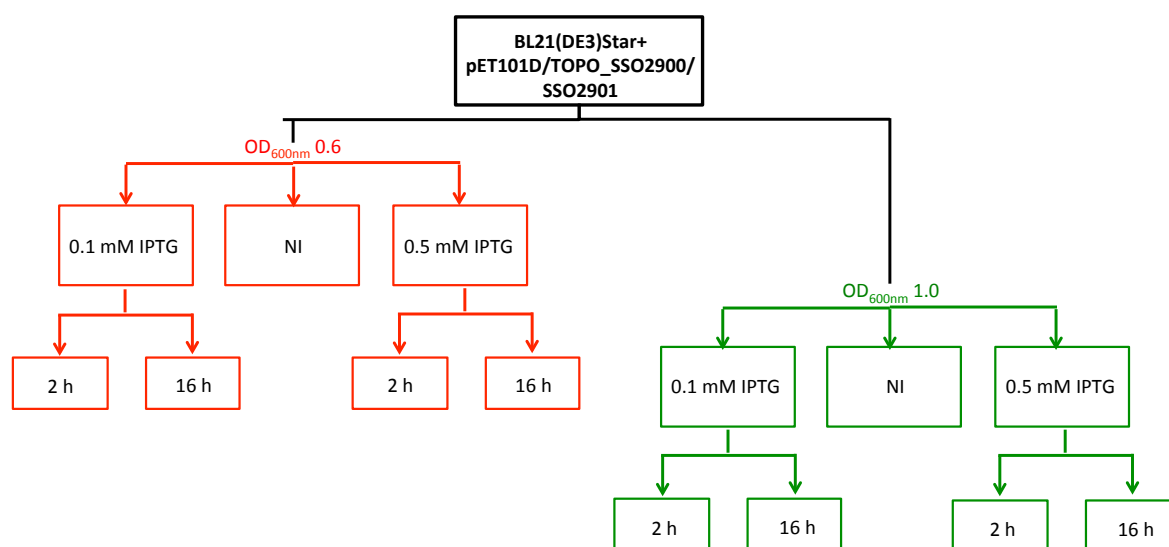 BL21(DE3)Star+
pET101D/TOPO_SSO2900/
SSO2901
OD600nm 0.6
0.1 mM IPTG
NI
0.5 mM IPTG
2 h
16 h
2 h
16 h
OD600nm 1.0
0.1 mM IPTG
NI
0.5 mM IPTG
2 h
16 h
2 h
16 h